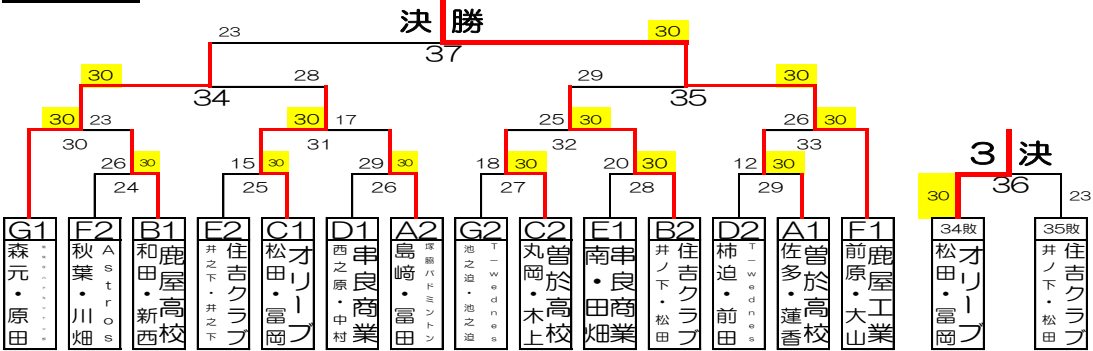 決 勝
37
23
30
30
28
34
29
30
35
30
23
30
30
17
31
25
30
32
26
30
33
26
30
24
15
30
25
29
30
26
18
30
27
20
30
28
12
30
29
3 決
36
30
23
G1
森元・原田
F2
秋葉・川畑
Astros
B1
和田・新西
鹿屋高校
E2
井之下・井之下
住吉クラブ
C1
松田・冨岡
オリーブ
D1
西之原・中村
串良商業
A2
島﨑・冨田
塚脇バドミントン
G2
池之迫・池之迫
T-wednes
C2
丸岡・木上
曽於高校
E1
南・田畑
串良商業
B2
井ノ下・松田
住吉クラブ
D2
柿迫・前田
T-wednes
A1
佐多・蓮香
曽於高校
F1
前原・大山
鹿屋工業
34敗
松田・冨岡
オリーブ
35敗
井ノ下・松田
住吉クラブ